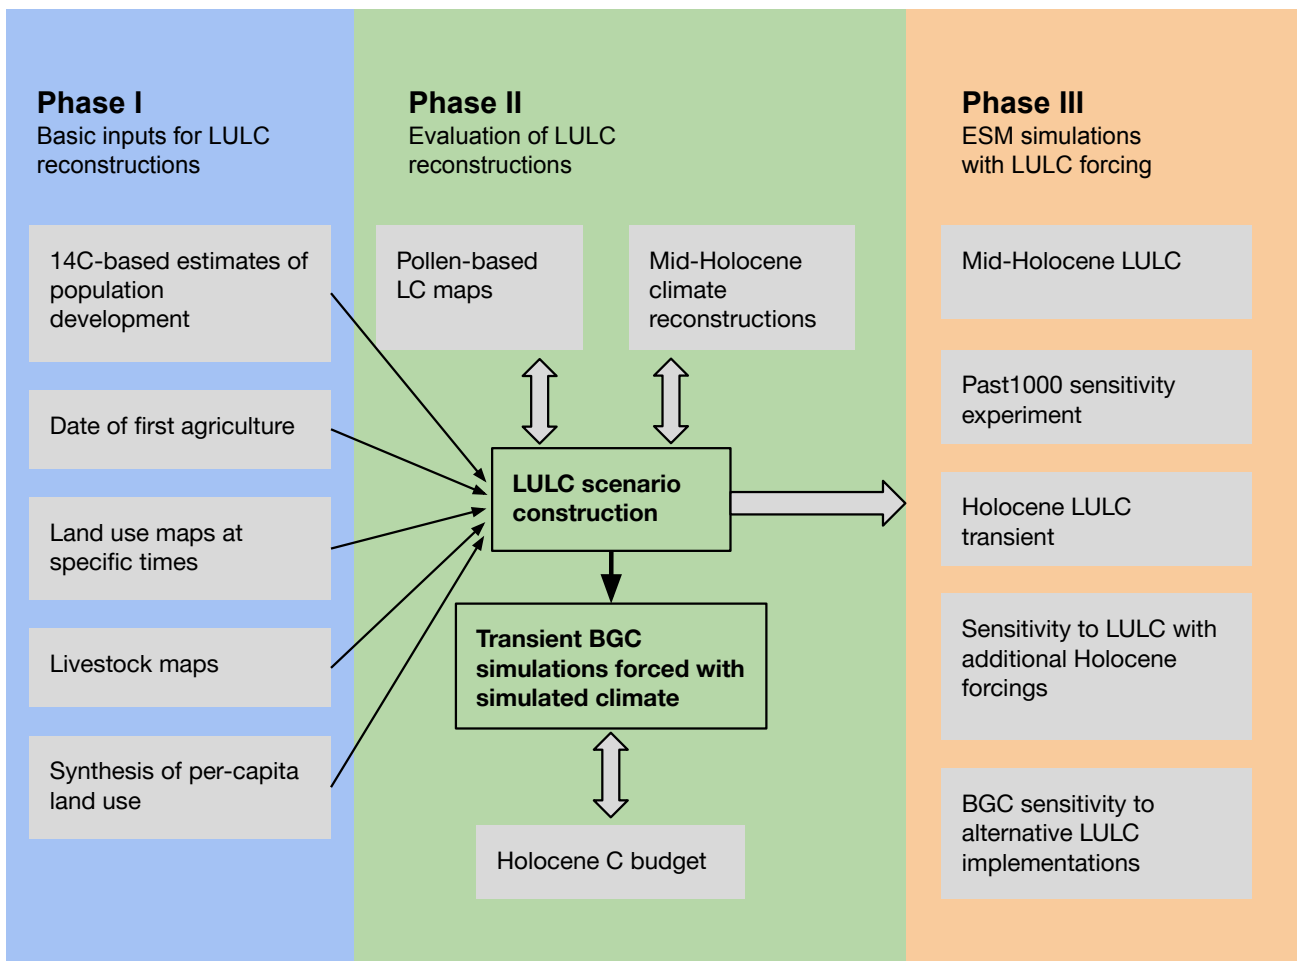 Phase I
Basic inputs for LULC
reconstructions
14C-based estimates of
population
development
Date of first agriculture
Land use maps at
specific times
Livestock maps
Synthesis of per-capita
land use
Phase II
Evaluation of LULC
reconstructions
Pollen-based
LC maps
Mid-Holocene
climate
reconstructions
LULC scenario
construction
Transient BGC
simulations forced with
simulated climate
Holocene C budget
Phase III
ESM simulations
with LULC forcing
Mid-Holocene LULC
Past1000 sensitivity
experiment
Holocene LULC
transient
Sensitivity to LULC with
additional Holocene
forcings
BGC sensitivity to
alternative LULC
implementations